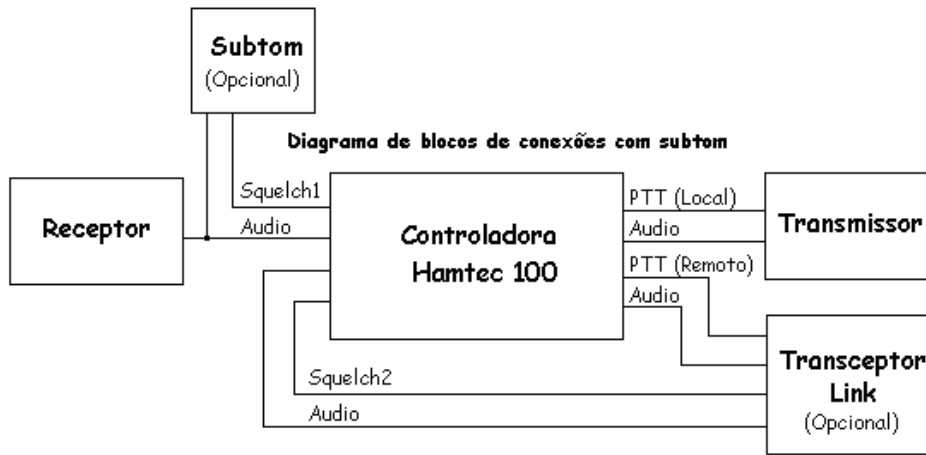 Subtom
(Opcional)
Diagrama de blocos de conexões com subtom
Squelch1
Receptor
Audio
Controladora
Hamtec 100
PTT (Local)
Audio
Transmissor
PTT (Remoto)
Audio
Squelch2
Audio
Transceptor
Link
(Opcional)